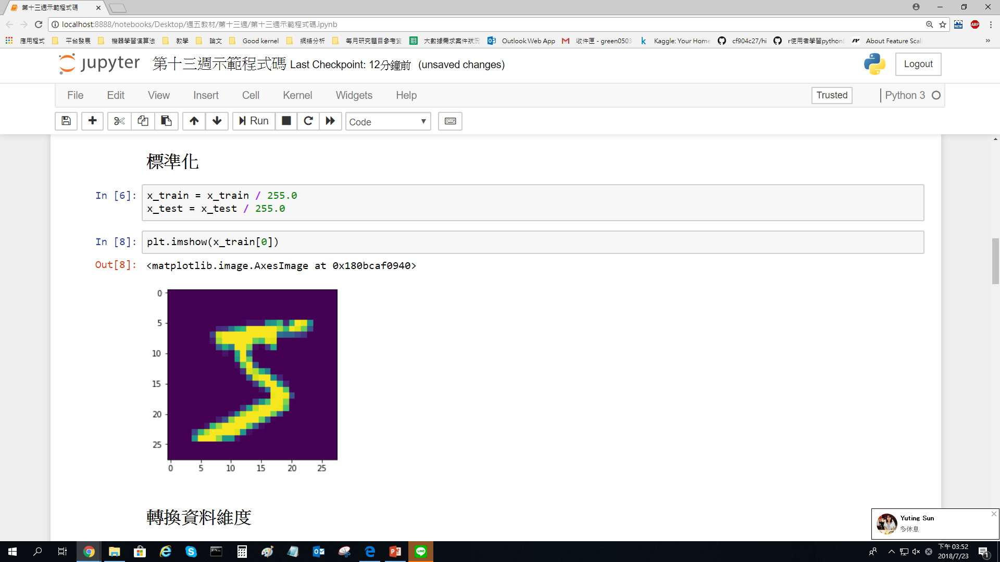 第十三週示範程式碼
localhost:8888/notebooks/Desktop/週五教材/第十三週/第十三週示範程式碼.ipynb
應用程式 平台發展 機器學習演算法 教學 論文 Good kernel 網絡分析 每月研究題目參考資 大數據需求案件狀況 Outlook Web App 收件匣 - green0503 Kaggle: Your Home cf904c27/hi r使用者學習python About Feature Scali »
jupyter 第十三週示範程式碼 Last Checkpoint: 12分鐘前 (unsaved changes) Logout
File Edit View Insert Cell Kernel Widgets Help Trusted Python 3
Run Code
標準化
In [6]: x_train = x_train / 255.0
x_test = x_test / 255.0
In [8]: plt.imshow(x_train[0])
Out[8]: <matplotlib.image.AxesImage at 0x180bcaf0940>
0
5
10
15
20
25
0 5 10 15 20 25
轉換資料維度
Yuting Sun
多休息
下午 03:52
2018/7/23
1